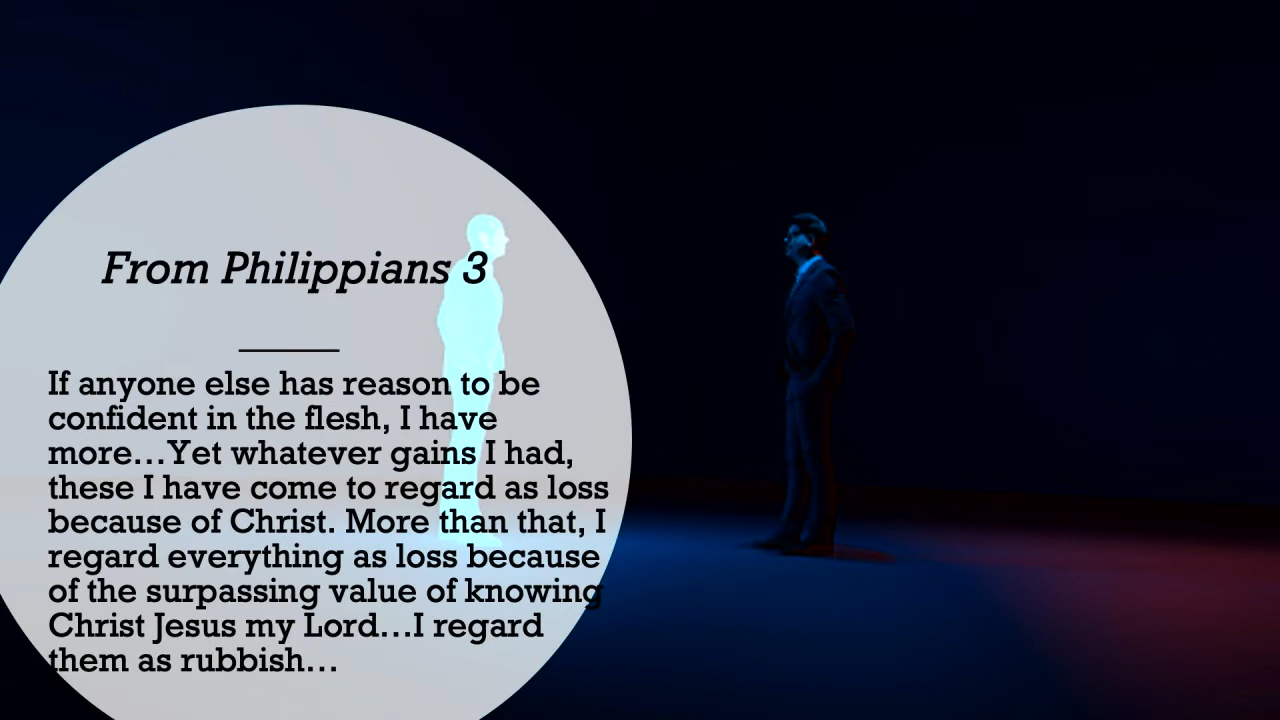 From Philippians 3
If anyone else has reason to be
confident in the flesh, I have
more…Yet whatever gains I had,
these I have come to regard as loss
because of Christ. More than that, I
regard everything as loss because
of the surpassing value of knowing
Christ Jesus my Lord…I regard
them as rubbish…